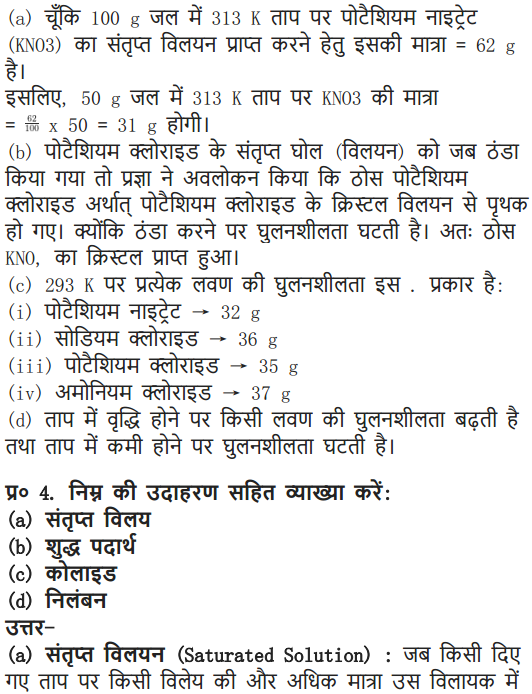 (a) चूँकि 100 g जल में 313 K ताप पर पोटैशियम नाइट्रेट
(KNO3) का संतृप्त विलयन प्राप्त करने हेतु इसकी मात्रा = 62 g
है।
इसलिए, 50 g जल में 313 K ताप पर KNO3 की मात्रा
= 62/100 x 50 = 31 g होगी।
(b) पोटैशियम क्लोराइड के संतृप्त घोल (विलयन) को जब ठंडा
किया गया तो प्रज्ञा ने अवलोकन किया कि ठोस पोटैशियम
क्लोराइड अर्थात् पोटैशियम क्लोराइड के क्रिस्टल विलयन से पृथक
हो गए। क्योंकि ठंडा करने पर घुलनशीलता घटती है। अतः ठोस
KNO, का क्रिस्टल प्राप्त हुआ।
(c) 293 K पर प्रत्येक लवण की घुलनशीलता इस . प्रकार है:
(i) पोटैशियम नाइट्रेट → 32 g
(ii) सोडियम क्लोराइड → 36 g
(iii) पोटैशियम क्लोराइड → 35 g
(iv) अमोनियम क्लोराइड → 37 g
(d) ताप में वृद्धि होने पर किसी लवण की घुलनशीलता बढ़ती है
तथा ताप में कमी होने पर घुलनशीलता घटती है।
प्र० 4. निम्न की उदाहरण सहित व्याख्या करें:
(a) संतृप्त विलय
(b) शुद्ध पदार्थ
(c) कोलाइड
(d) निलंबन
उत्तर-
(a) संतृप्त विलयन (Saturated Solution) : जब किसी दिए
गए ताप पर किसी विलेय की और अधिक मात्रा उस विलायक में